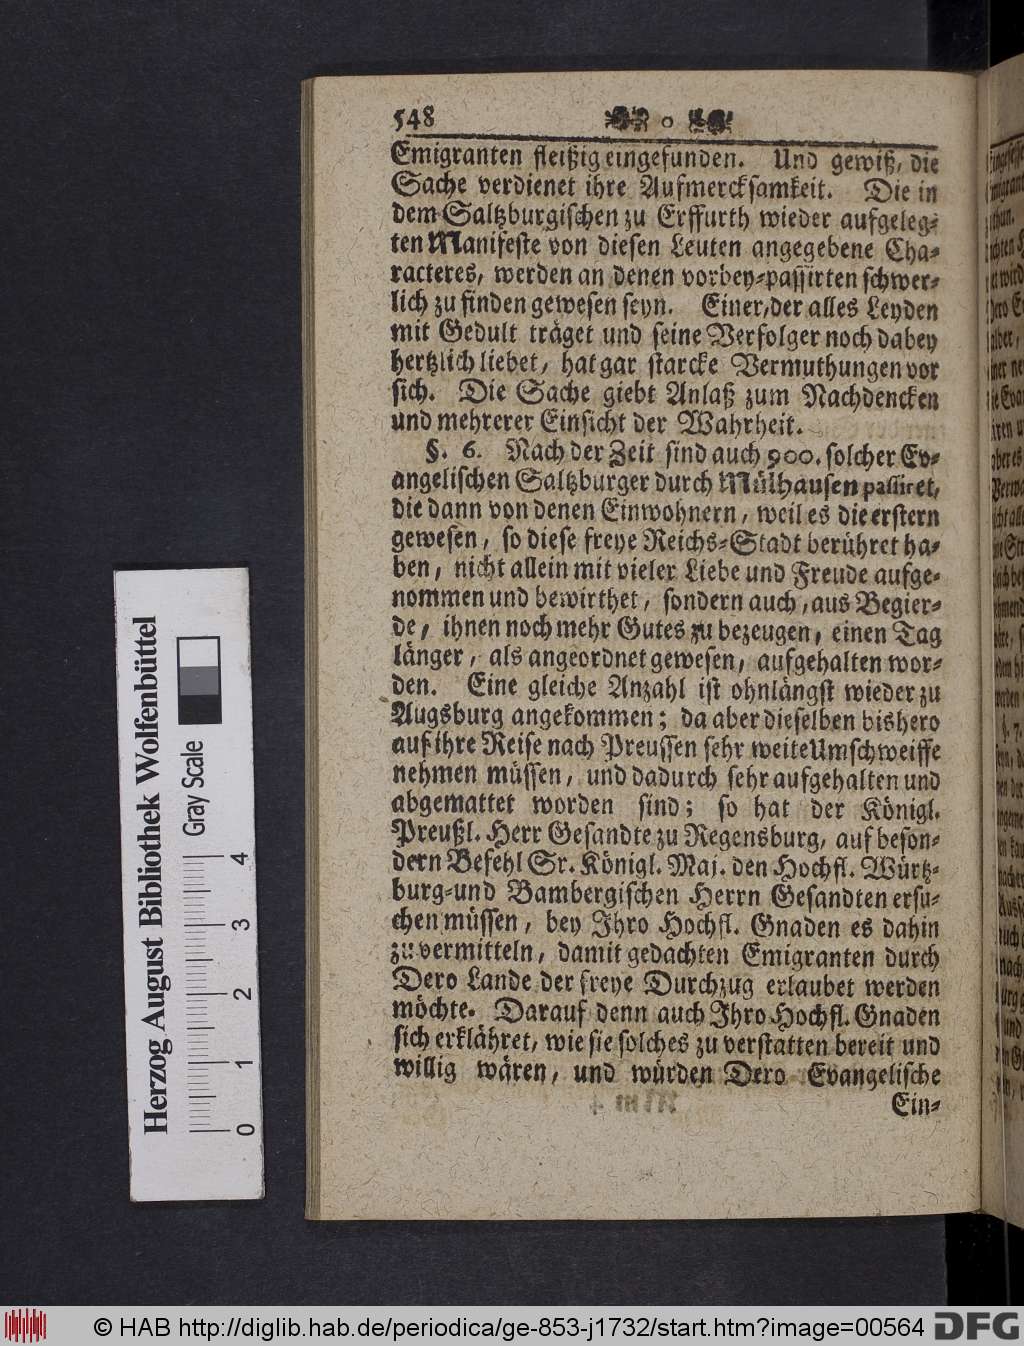 548
Emigranten fleißig eingefunden. Und gewiß, die
Sache verdienet ihre Aufmercksamkeit. Die in
dem Saltzburgischen zu Erffurth wieder aufgeleg-
ten Manifeste von diesen Leuten angegebene Cha-
racteres, werden an denen vorbey-passirten schwer-
lich zu finden gewesen seyn. Einer, der alles Leyden
mit Gedult träget und seine Verfolger noch dabey
hertzlich liebet, hat gar starcke Vermuthungen vor
sich. Die Sache giebt Anlaß zum Nachdencken
und mehrerer Einsicht der Wahrheit.
§. 6. Nach der Zeit sind auch 900. solcher Ev-
angelischen Saltzburger durch Mülhausen passiret,
die dann von denen Einwohnern, weil es die erstern
gewesen, so diese freye Reichs-Stadt berühret ha-
ben, nicht allein mit vieler Liebe und Freude aufge-
nommen und bewirthet, sondern auch, aus Begier-
de, ihnen noch mehr Gutes zu bezeugen, einen Tag
länger, als angeordnet gewesen, aufgehalten wor-
den. Eine gleiche Anzahl ist ohnlängst wieder zu
Augsburg angekommen; da aber dieselben bishero
auf ihre Reise nach Preussen sehr weite Umschweiffe
nehmen müssen, und dadurch sehr aufgehalten und
abgemattet worden sind; so hat der Königl.
Preußl. Herr Gesandte zu Regensburg, auf beson-
dern Befehl Sr. Königl. Maj. den Hochfl. Würtz-
burg-und Bambergischen Herrn Gesandten ersu-
chen müssen, bey Ihro Hochfl. Gnaden es dahin
zu vermitteln, damit gedachten Emigranten durch
Dero Lande der freye Durchzug erlaubet werden
möchte. Darauf denn auch Ihro Hochfl. Gnaden
sich erklähret, wie sie solches zu verstatten bereit und
willig wären, und würden Dero Evangelische
Ein-
Herzog August Bibliothek Wolfenbüttel
Gray Scale
0 1 2 3 4
© HAB http://diglib.hab.de/periodica/ge-853-j1732/start.htm?image=00564
DFG